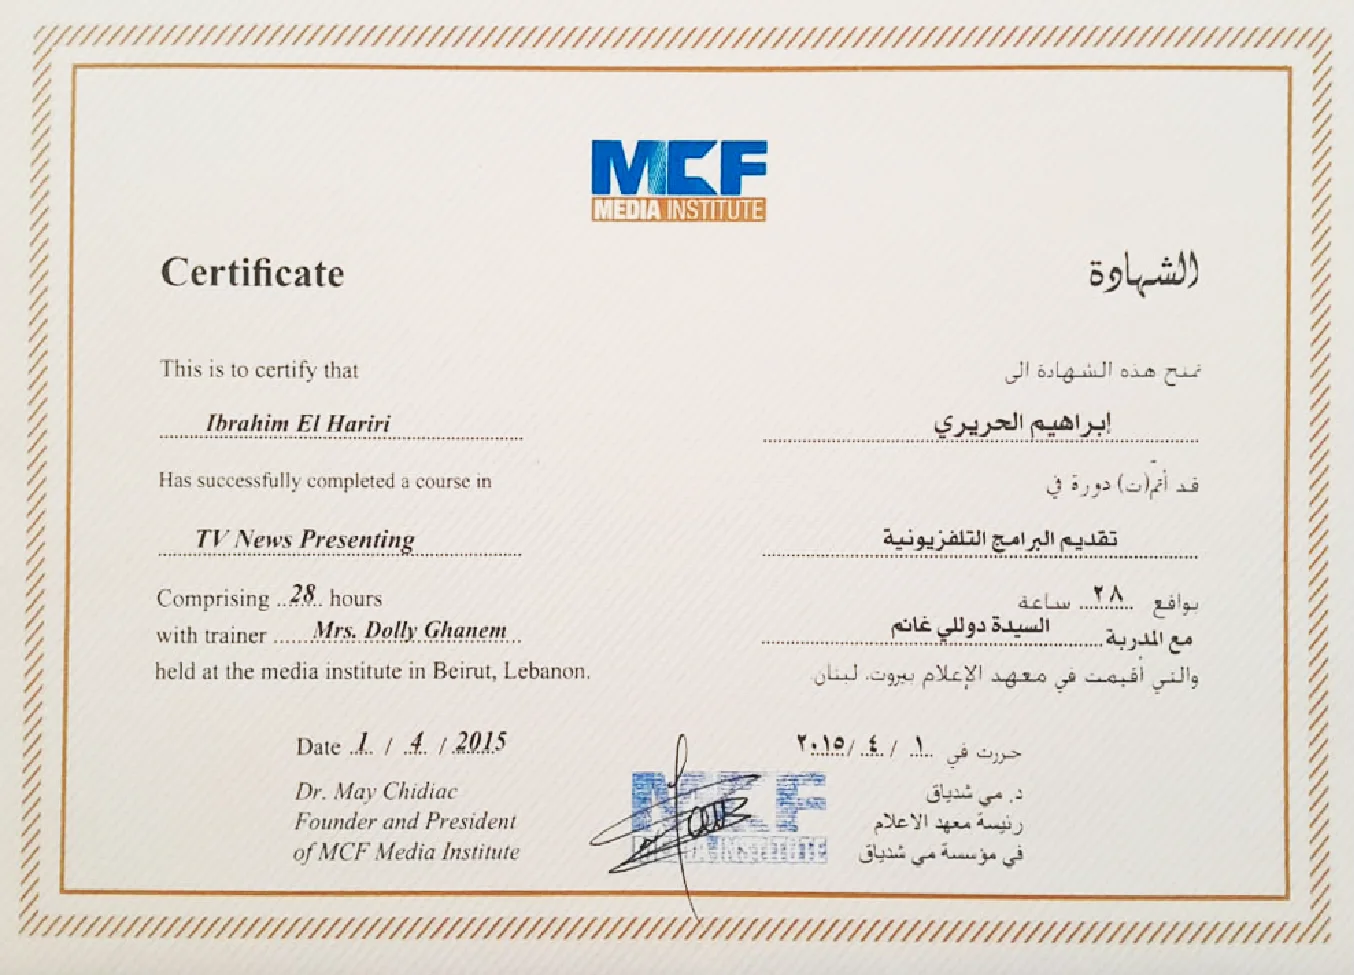 MCF
MEDIA INSTITUTE
Certificate
This is to certify that
Ibrahim El Hariri
Has successfully completed a course in
TV News Presenting
Comprising ..28.. hours
with trainer ......Mrs. Dolly Ghanem..
held at the media institute in Beirut, Lebanon.
Date ..1.. / ..4.. / 2015
Dr. May Chidiac
Founder and President
of MCF Media Institute
الشهادة
تمنح هذه الشهادة الى
إبراهيم الحريري
قد أتمّ(ت) دورة في
تقديم البرامج التلفزيونية
بواقع ٢٨ ساعة
مع المدربة السيدة دوللي غانم
والتي أقيمت في معهد الإعلام بيروت، لبنان.
حررت في ١ / ٤ / ٢٠١٥
د. مي شدياق
رئيسة معهد الاعلام
في مؤسسة مي شدياق
MCF
MEDIA INSTITUTE